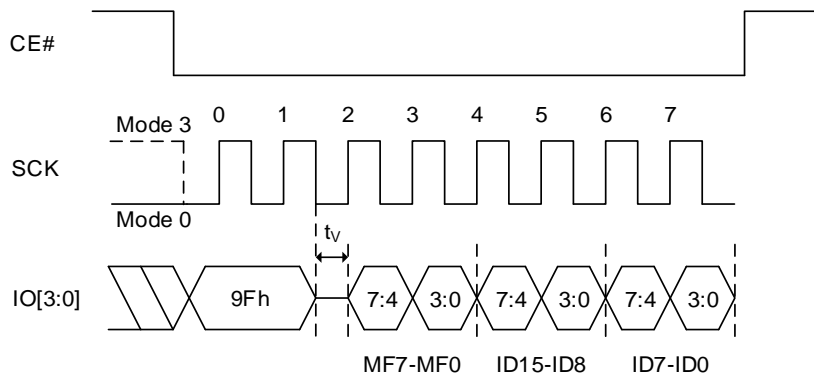 CE#
Mode 3
0 1 2 3 4 5 6 7
SCK
Mode 0
tV
IO[3:0]
9Fh
7:4 3:0 7:4 3:0 7:4 3:0
MF7-MF0 ID15-ID8 ID7-ID0